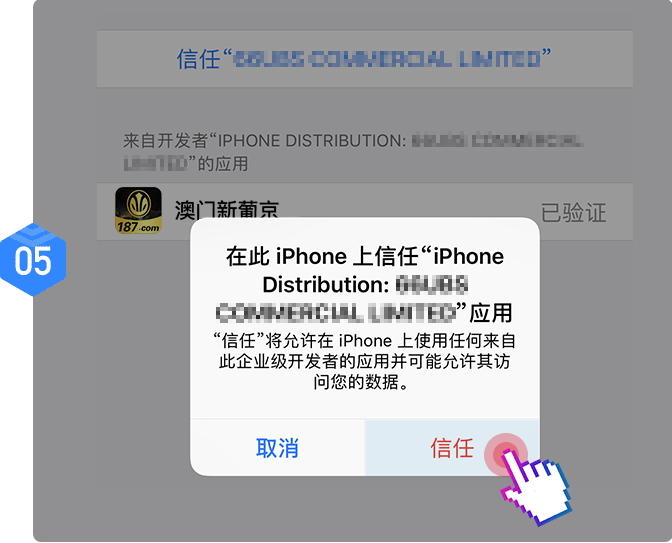 信任“
”
来自开发者“IPHONE DISTRIBUTION:
”的应用
187.com
澳门新葡京
已验证
05
在此 iPhone 上信任“iPhone
Distribution:
”应用
“信任”将允许在 iPhone 上使用任何来自
此企业级开发者的应用并可能允许其访
问您的数据。
取消
信任